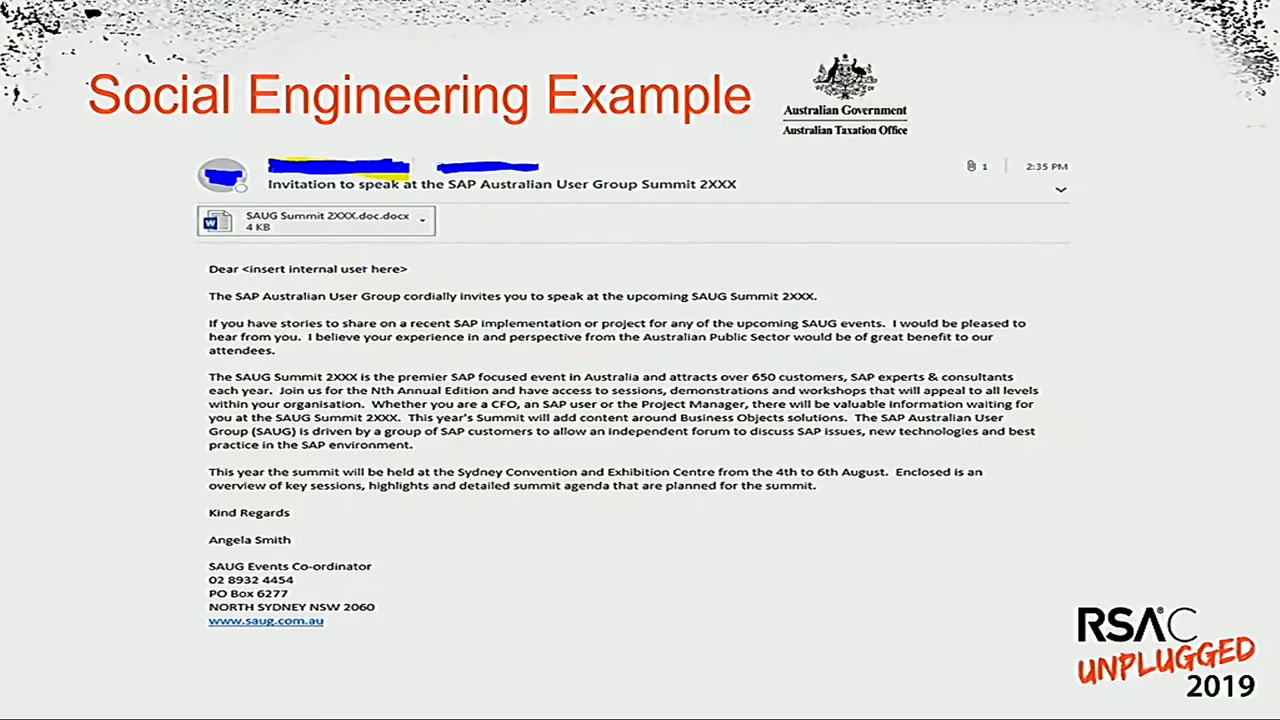 Social Engineering Example
Australian Government
Australian Taxation Office
1
2:35 PM
Invitation to speak at the SAP Australian User Group Summit 2XXX
SAUG Summit 2XXX.doc.docx
4 KB
Dear <insert internal user here>
The SAP Australian User Group cordially invites you to speak at the upcoming SAUG Summit 2XXX.
If you have stories to share on a recent SAP implementation or project for any of the upcoming SAUG events.  I would be pleased to
hear from you.  I believe your experience in and perspective from the Australian Public Sector would be of great benefit to our
attendees.
The SAUG Summit 2XXX is the premier SAP focused event in Australia and attracts over 650 customers, SAP experts & consultants
each year.  Join us for the Nth Annual Edition and have access to sessions, demonstrations and workshops that will appeal to all levels
within your organisation.  Whether you are a CFO, an SAP user or the Project Manager, there will be valuable information waiting for
you at the SAUG Summit 2XXX.  This year's Summit will add content around Business Objects solutions.  The SAP Australian User
Group (SAUG) is driven by a group of SAP customers to allow an independent forum to discuss SAP issues, new technologies and best
practice in the SAP environment.
This year the summit will be held at the Sydney Convention and Exhibition Centre from the 4th to 6th August.  Enclosed is an
overview of key sessions, highlights and detailed summit agenda that are planned for the summit.
Kind Regards
Angela Smith
SAUG Events Co-ordinator
02 8932 4454
PO Box 6277
NORTH SYDNEY NSW 2060
www.saug.com.au
RSAC
UNPLUGGED
2019